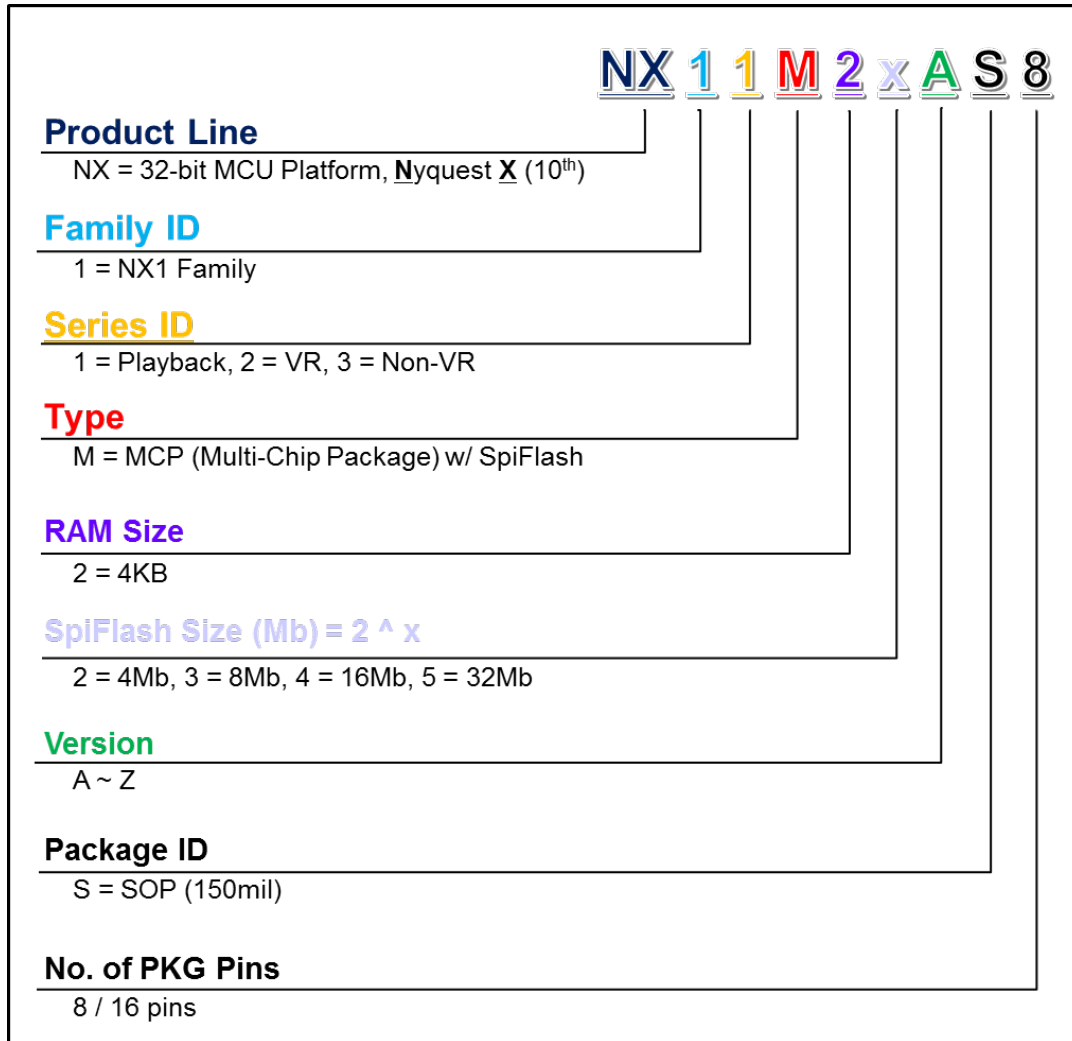 NX 1 1 M 2 x A S 8
Product Line
NX = 32-bit MCU Platform, Nyquest X (10th)
Family ID
1 = NX1 Family
Series ID
1 = Playback, 2 = VR, 3 = Non-VR
Type
M = MCP (Multi-Chip Package) w/ SpiFlash
RAM Size
2 = 4KB
SpiFlash Size (Mb) = 2 ^ x
2 = 4Mb, 3 = 8Mb, 4 = 16Mb, 5 = 32Mb
Version
A ~ Z
Package ID
S = SOP (150mil)
No. of PKG Pins
8 / 16 pins